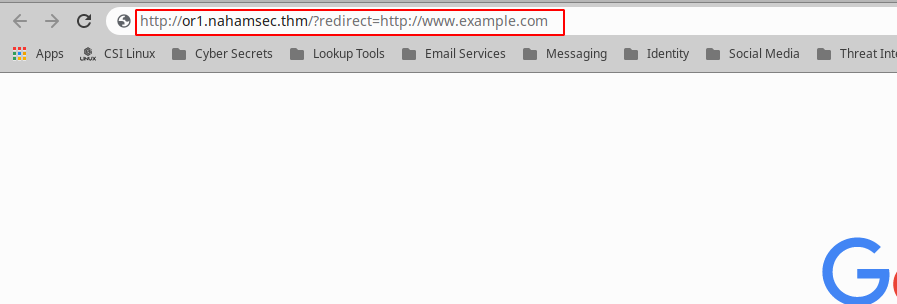 http://or1.nahamsec.thm/?redirect=http://www.example.com
Apps CSI Linux Cyber Secrets Lookup Tools Email Services Messaging Identity Social Media Threat Inte
G